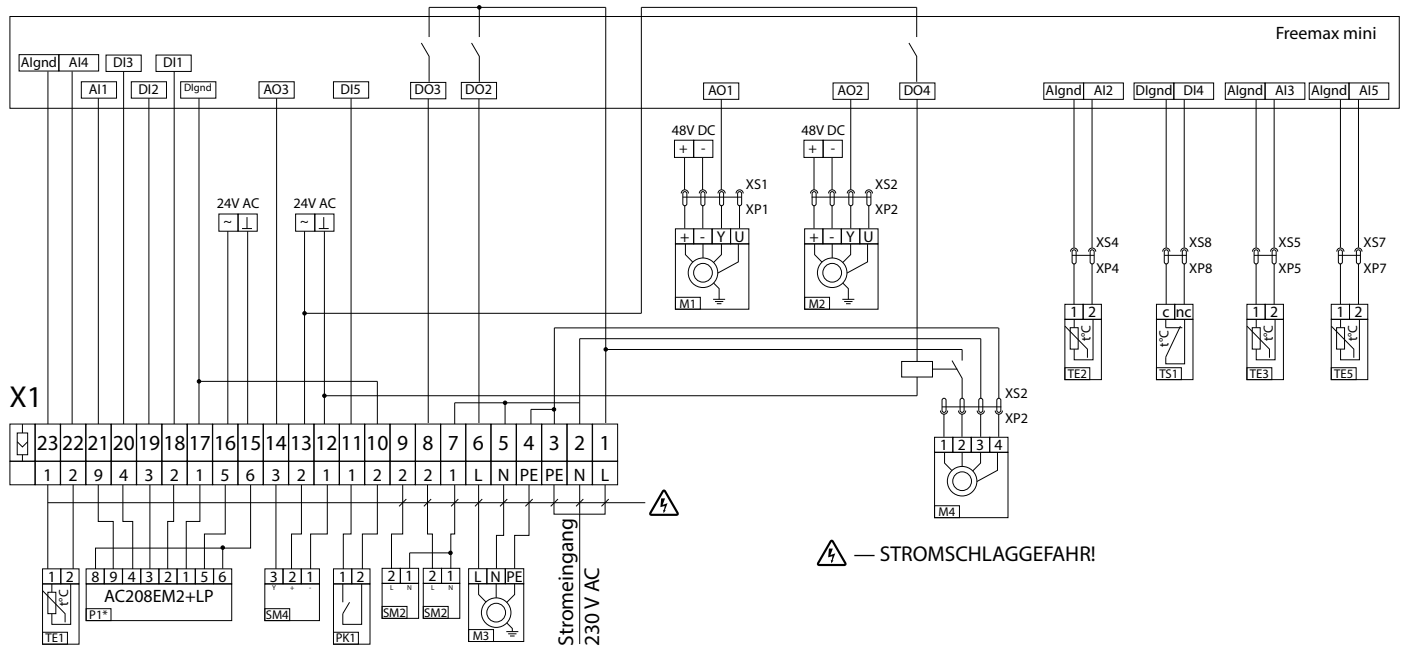 Freemax mini
AIgnd AI4 DI3 DI1
AI1 DI2 DIgnd AO3 DI5 DO3 DO2 AO1 AO2 DO4 AIgnd AI2 DIgnd DI4 AIgnd AI3 AIgnd AI5
48V DC 48V DC
+ - + -
XS1 XS2
XP1 XP2
24V AC 24V AC
~ ⊥ ~ ⊥
+ - Y U + - Y U
XS4 XS8 XS5 XS7
XP4 XP8 XP5 XP7
M1 M2
1 2 c nc 1 2 1 2
t°C t°C t°C t°C
TE2 TS1 TE3 TE5
X1
XS2
XP2
23 22 21 20 19 18 17 16 15 14 13 12 11 10 9 8 7 6 5 4 3 2 1
1 2 9 4 3 2 1 5 6 3 2 1 1 2 2 2 1 L N PE PE N L
1 2 3 4
M4
Stromeingang
230 V AC
— STROMSCHLAGGEFAHR!
1 2 8 9 4 3 2 1 5 6 3 2 1 1 2 2 1 2 1 L N PE
Y + - L N L N
t°C
AC208EM2+LP
TE1 P1* SM4 PK1 SM2 SM2 M3